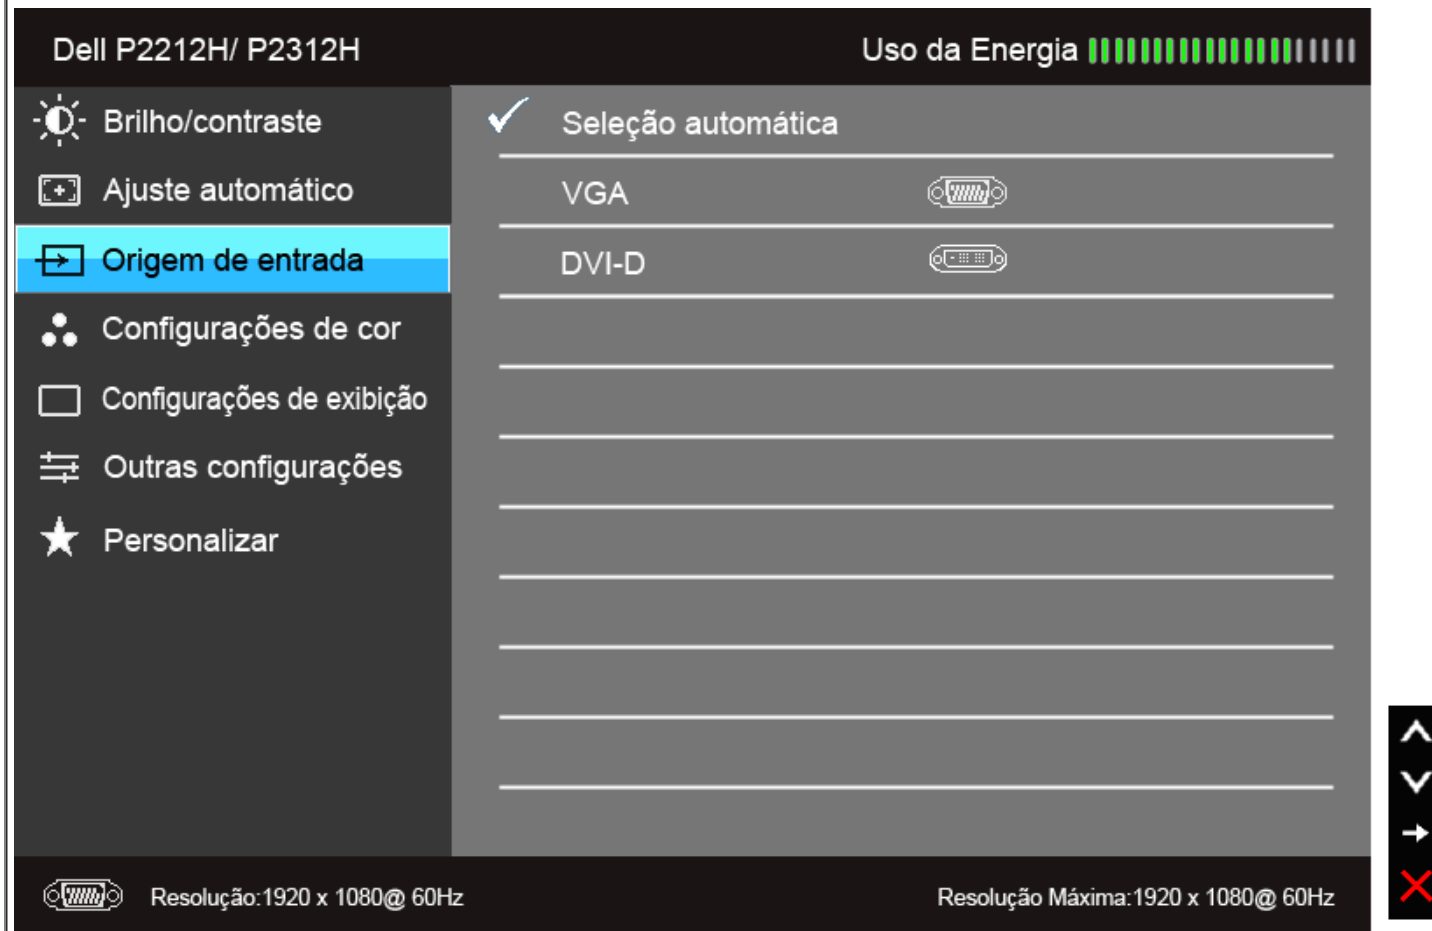 Dell P2212H/ P2312H
Uso da Energia
Brilho/contraste
Ajuste automático
Origem de entrada
Configurações de cor
Configurações de exibição
Outras configurações
Personalizar
Seleção automática
VGA
DVI-D
Resolução:1920 x 1080@ 60Hz
Resolução Máxima:1920 x 1080@ 60Hz